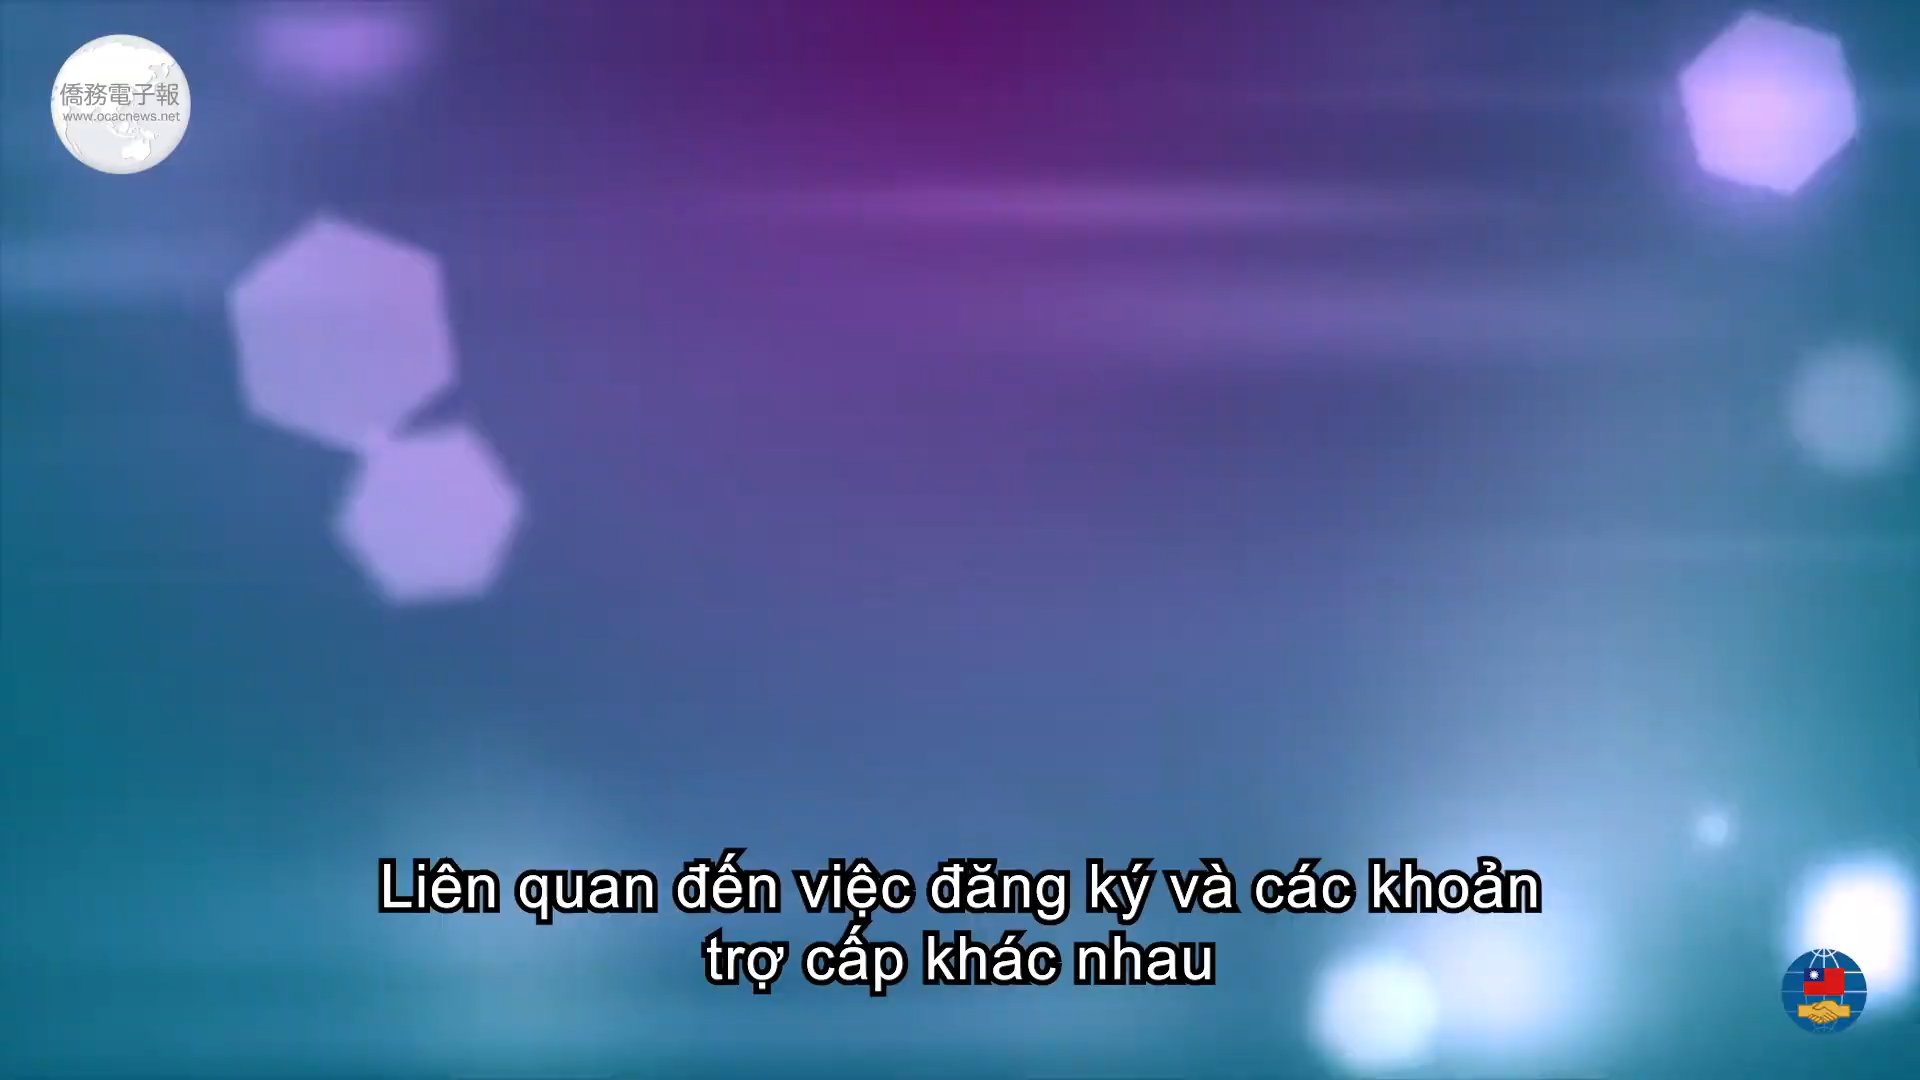 僑務電子報
www.ocacnews.net
Liên quan đến việc đăng ký và các khoản
trợ cấp khác nhau